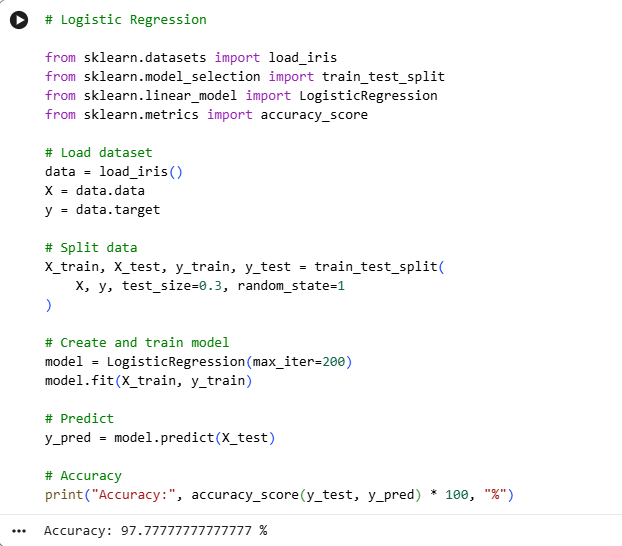 # Logistic Regression
from sklearn.datasets import load_iris
from sklearn.model_selection import train_test_split
from sklearn.linear_model import LogisticRegression
from sklearn.metrics import accuracy_score
# Load dataset
data = load_iris()
X = data.data
y = data.target
# Split data
X_train, X_test, y_train, y_test = train_test_split(
    X, y, test_size=0.3, random_state=1
)
# Create and train model
model = LogisticRegression(max_iter=200)
model.fit(X_train, y_train)
# Predict
y_pred = model.predict(X_test)
# Accuracy
print("Accuracy:", accuracy_score(y_test, y_pred) * 100, "%")
Accuracy: 97.77777777777777 %